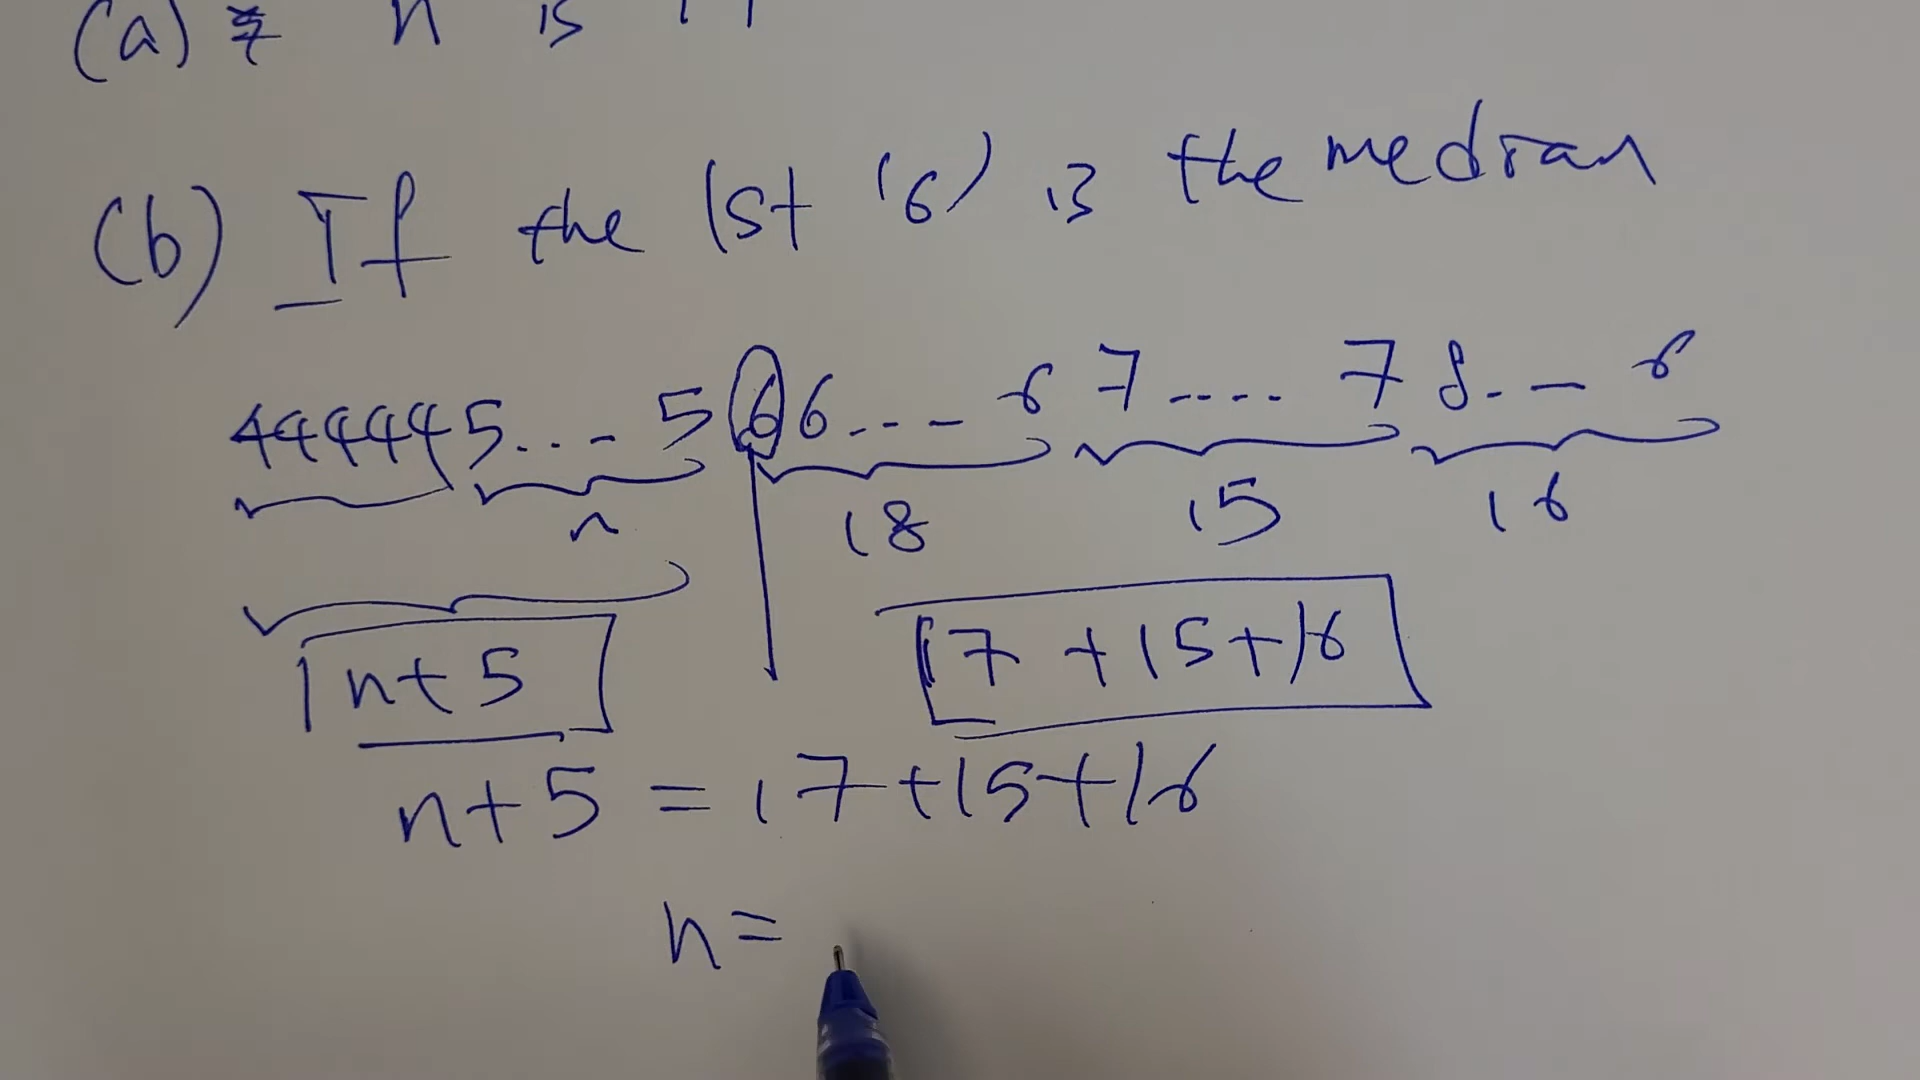 (a) n is
(b) If the 1st '6' is the median
444445... - 5 6 6... - 6 7.... 7 8. - - 8
n 18 15 16
n+5 17+15+16
n+5 = 17+15+16
n=